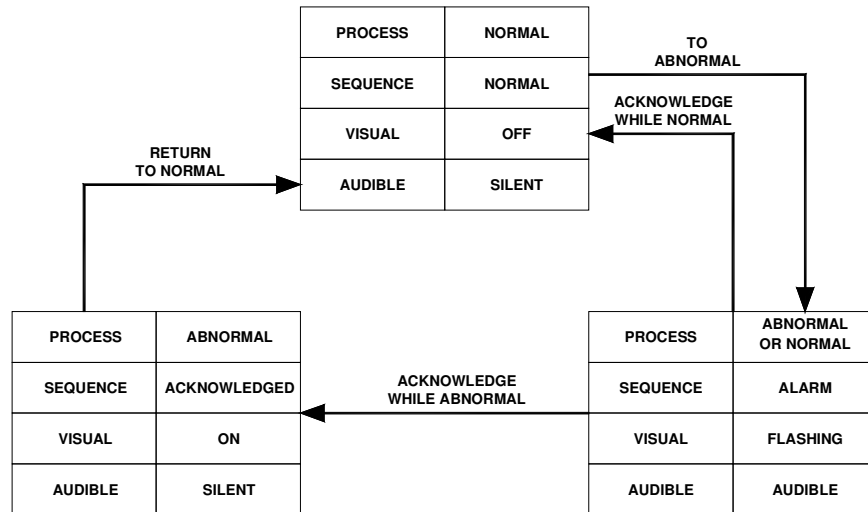 PROCESS NORMAL
SEQUENCE NORMAL
VISUAL OFF
AUDIBLE SILENT
TO
ABNORMAL
ACKNOWLEDGE
WHILE NORMAL
RETURN
TO NORMAL
PROCESS ABNORMAL
SEQUENCE ACKNOWLEDGED
VISUAL ON
AUDIBLE SILENT
ACKNOWLEDGE
WHILE ABNORMAL
PROCESS ABNORMAL
OR NORMAL
SEQUENCE ALARM
VISUAL FLASHING
AUDIBLE AUDIBLE